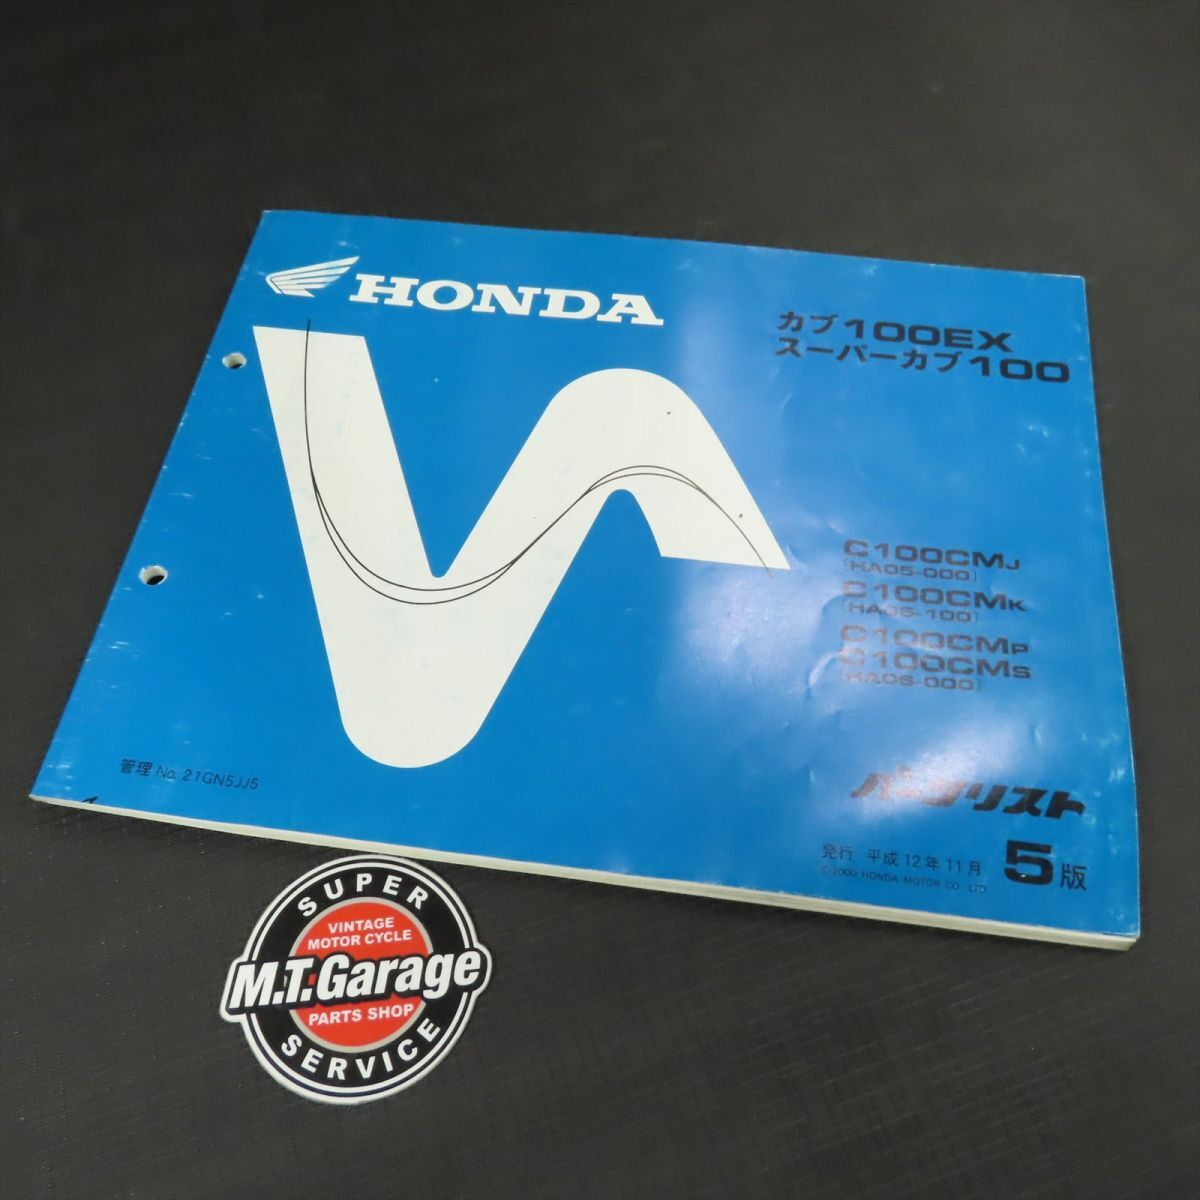 HONDA
カブ100EX
スーパーカブ100
C100CMJ
(HA05-000)
C100CMK
(HA05-100)
C100CMP
C100CMS
(HA06-000)
パーツリスト
発行 平成12年11月 5版
©2000 HONDA MOTOR CO., LTD.
管理 No. 21GN5JJ5
SUPER
VINTAGE
MOTOR CYCLE
M.T.Garage
PARTS SHOP
SERVICE